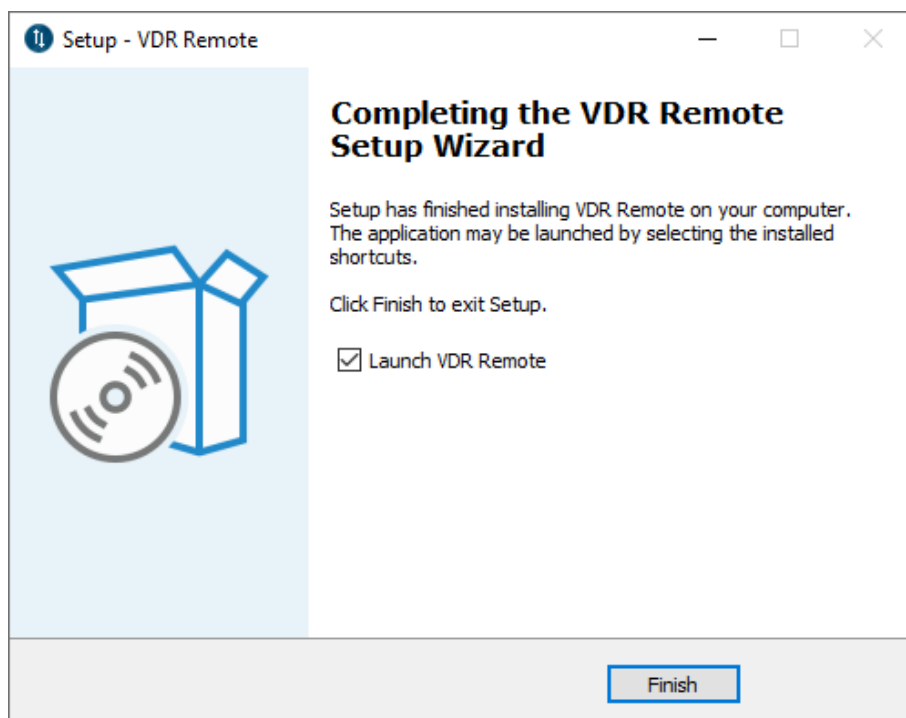 Setup - VDR Remote
Completing the VDR Remote
Setup Wizard
Setup has finished installing VDR Remote on your computer.
The application may be launched by selecting the installed
shortcuts.
Click Finish to exit Setup.
Launch VDR Remote
Finish